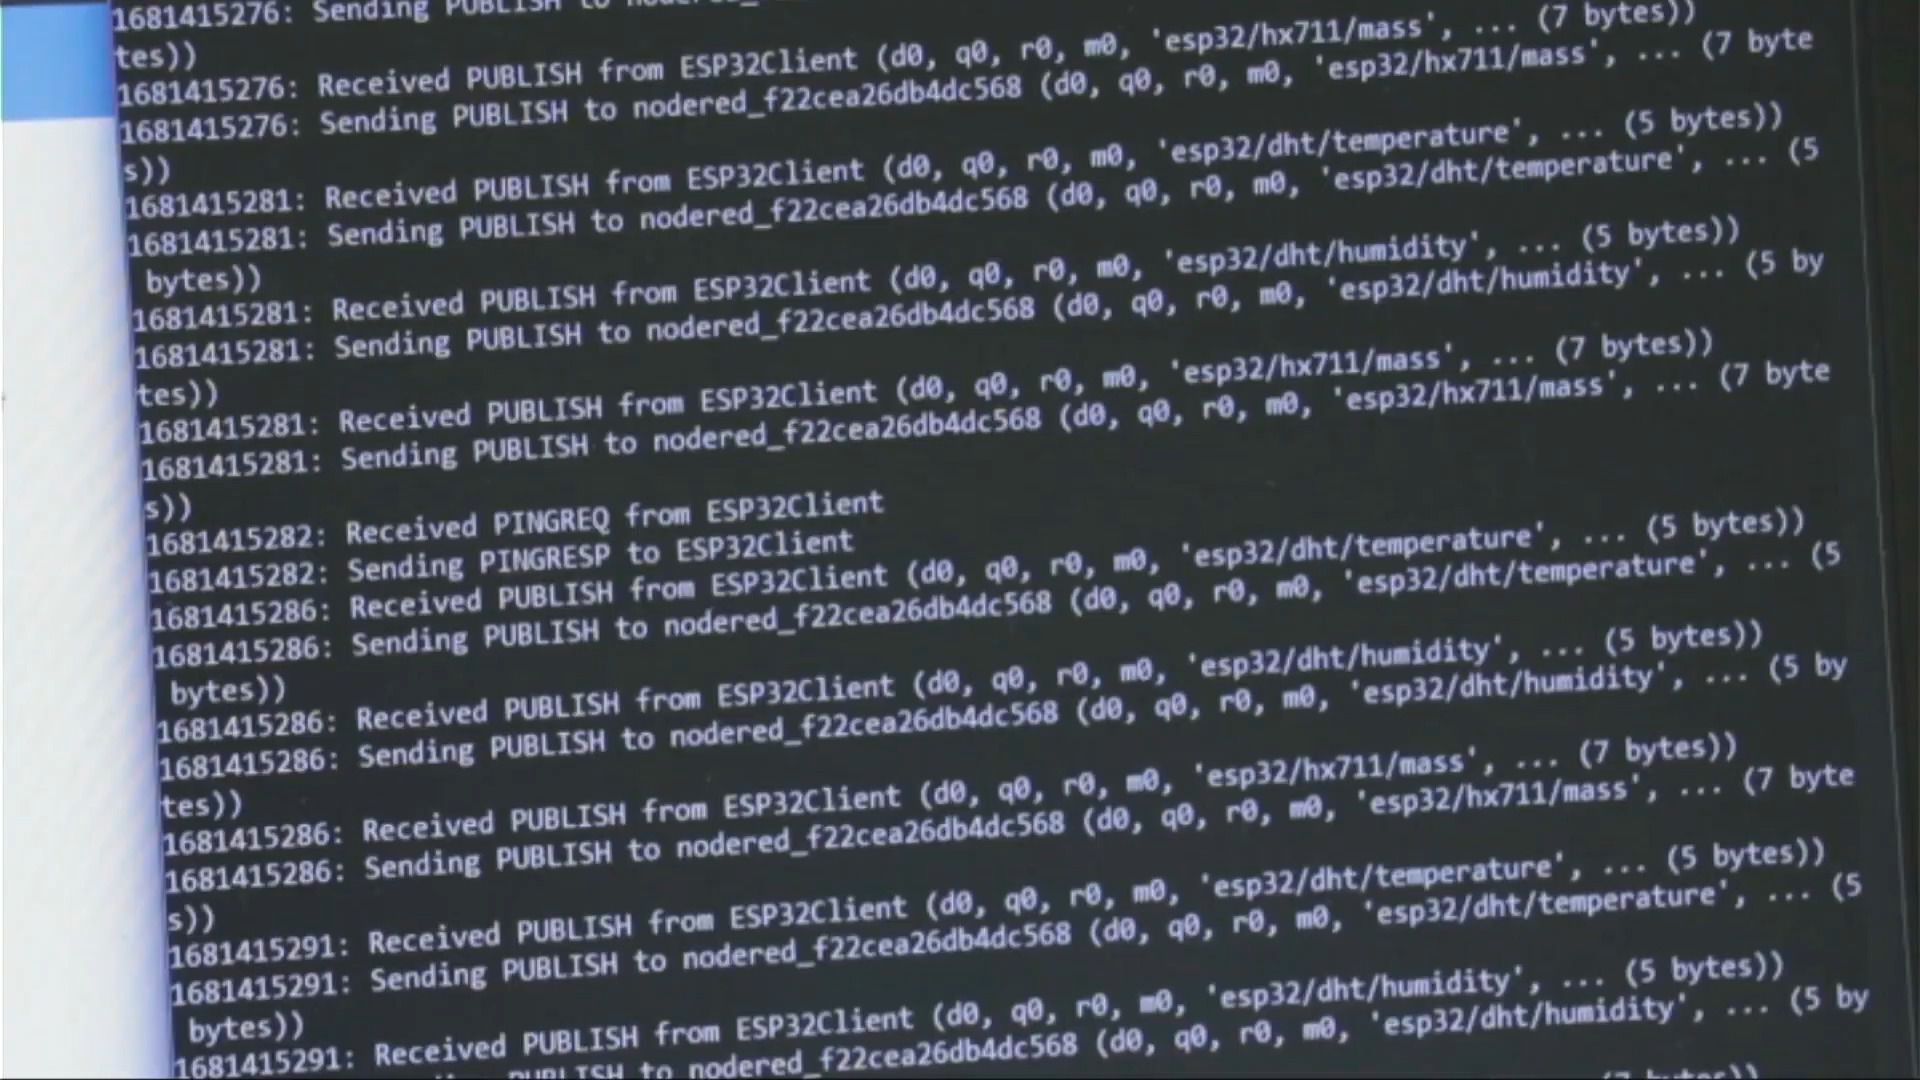 1681415276: Sending PUBLISH to
tes))
1681415276: Received PUBLISH from ESP32Client (d0, q0, r0, m0, 'esp32/hx711/mass', ... (7 bytes))
1681415276: Sending PUBLISH to nodered_f22cea26db4dc568 (d0, q0, r0, m0, 'esp32/hx711/mass', ... (7 byte
s))
1681415281: Received PUBLISH from ESP32Client (d0, q0, r0, m0, 'esp32/dht/temperature', ... (5 bytes))
1681415281: Sending PUBLISH to nodered_f22cea26db4dc568 (d0, q0, r0, m0, 'esp32/dht/temperature', ... (5
bytes))
1681415281: Received PUBLISH from ESP32Client (d0, q0, r0, m0, 'esp32/dht/humidity', ... (5 bytes))
1681415281: Sending PUBLISH to nodered_f22cea26db4dc568 (d0, q0, r0, m0, 'esp32/dht/humidity', ... (5 by
tes))
1681415281: Received PUBLISH from ESP32Client (d0, q0, r0, m0, 'esp32/hx711/mass', ... (7 bytes))
1681415281: Sending PUBLISH to nodered_f22cea26db4dc568 (d0, q0, r0, m0, 'esp32/hx711/mass', ... (7 byte
s))
1681415282: Received PINGREQ from ESP32Client
1681415282: Sending PINGRESP to ESP32Client
1681415286: Received PUBLISH from ESP32Client (d0, q0, r0, m0, 'esp32/dht/temperature', ... (5 bytes))
1681415286: Sending PUBLISH to nodered_f22cea26db4dc568 (d0, q0, r0, m0, 'esp32/dht/temperature', ... (5
bytes))
1681415286: Received PUBLISH from ESP32Client (d0, q0, r0, m0, 'esp32/dht/humidity', ... (5 bytes))
1681415286: Sending PUBLISH to nodered_f22cea26db4dc568 (d0, q0, r0, m0, 'esp32/dht/humidity', ... (5 by
tes))
1681415286: Received PUBLISH from ESP32Client (d0, q0, r0, m0, 'esp32/hx711/mass', ... (7 bytes))
1681415286: Sending PUBLISH to nodered_f22cea26db4dc568 (d0, q0, r0, m0, 'esp32/hx711/mass', ... (7 byte
s))
1681415291: Received PUBLISH from ESP32Client (d0, q0, r0, m0, 'esp32/dht/temperature', ... (5 bytes))
1681415291: Sending PUBLISH to nodered_f22cea26db4dc568 (d0, q0, r0, m0, 'esp32/dht/temperature', ... (5
bytes))
1681415291: Received PUBLISH from ESP32Client (d0, q0, r0, m0, 'esp32/dht/humidity', ... (5 bytes))
PUBLISH to nodered_f22cea26db4dc568 (d0, q0, r0, m0, 'esp32/dht/humidity', ... (5 by
(7 bytes))